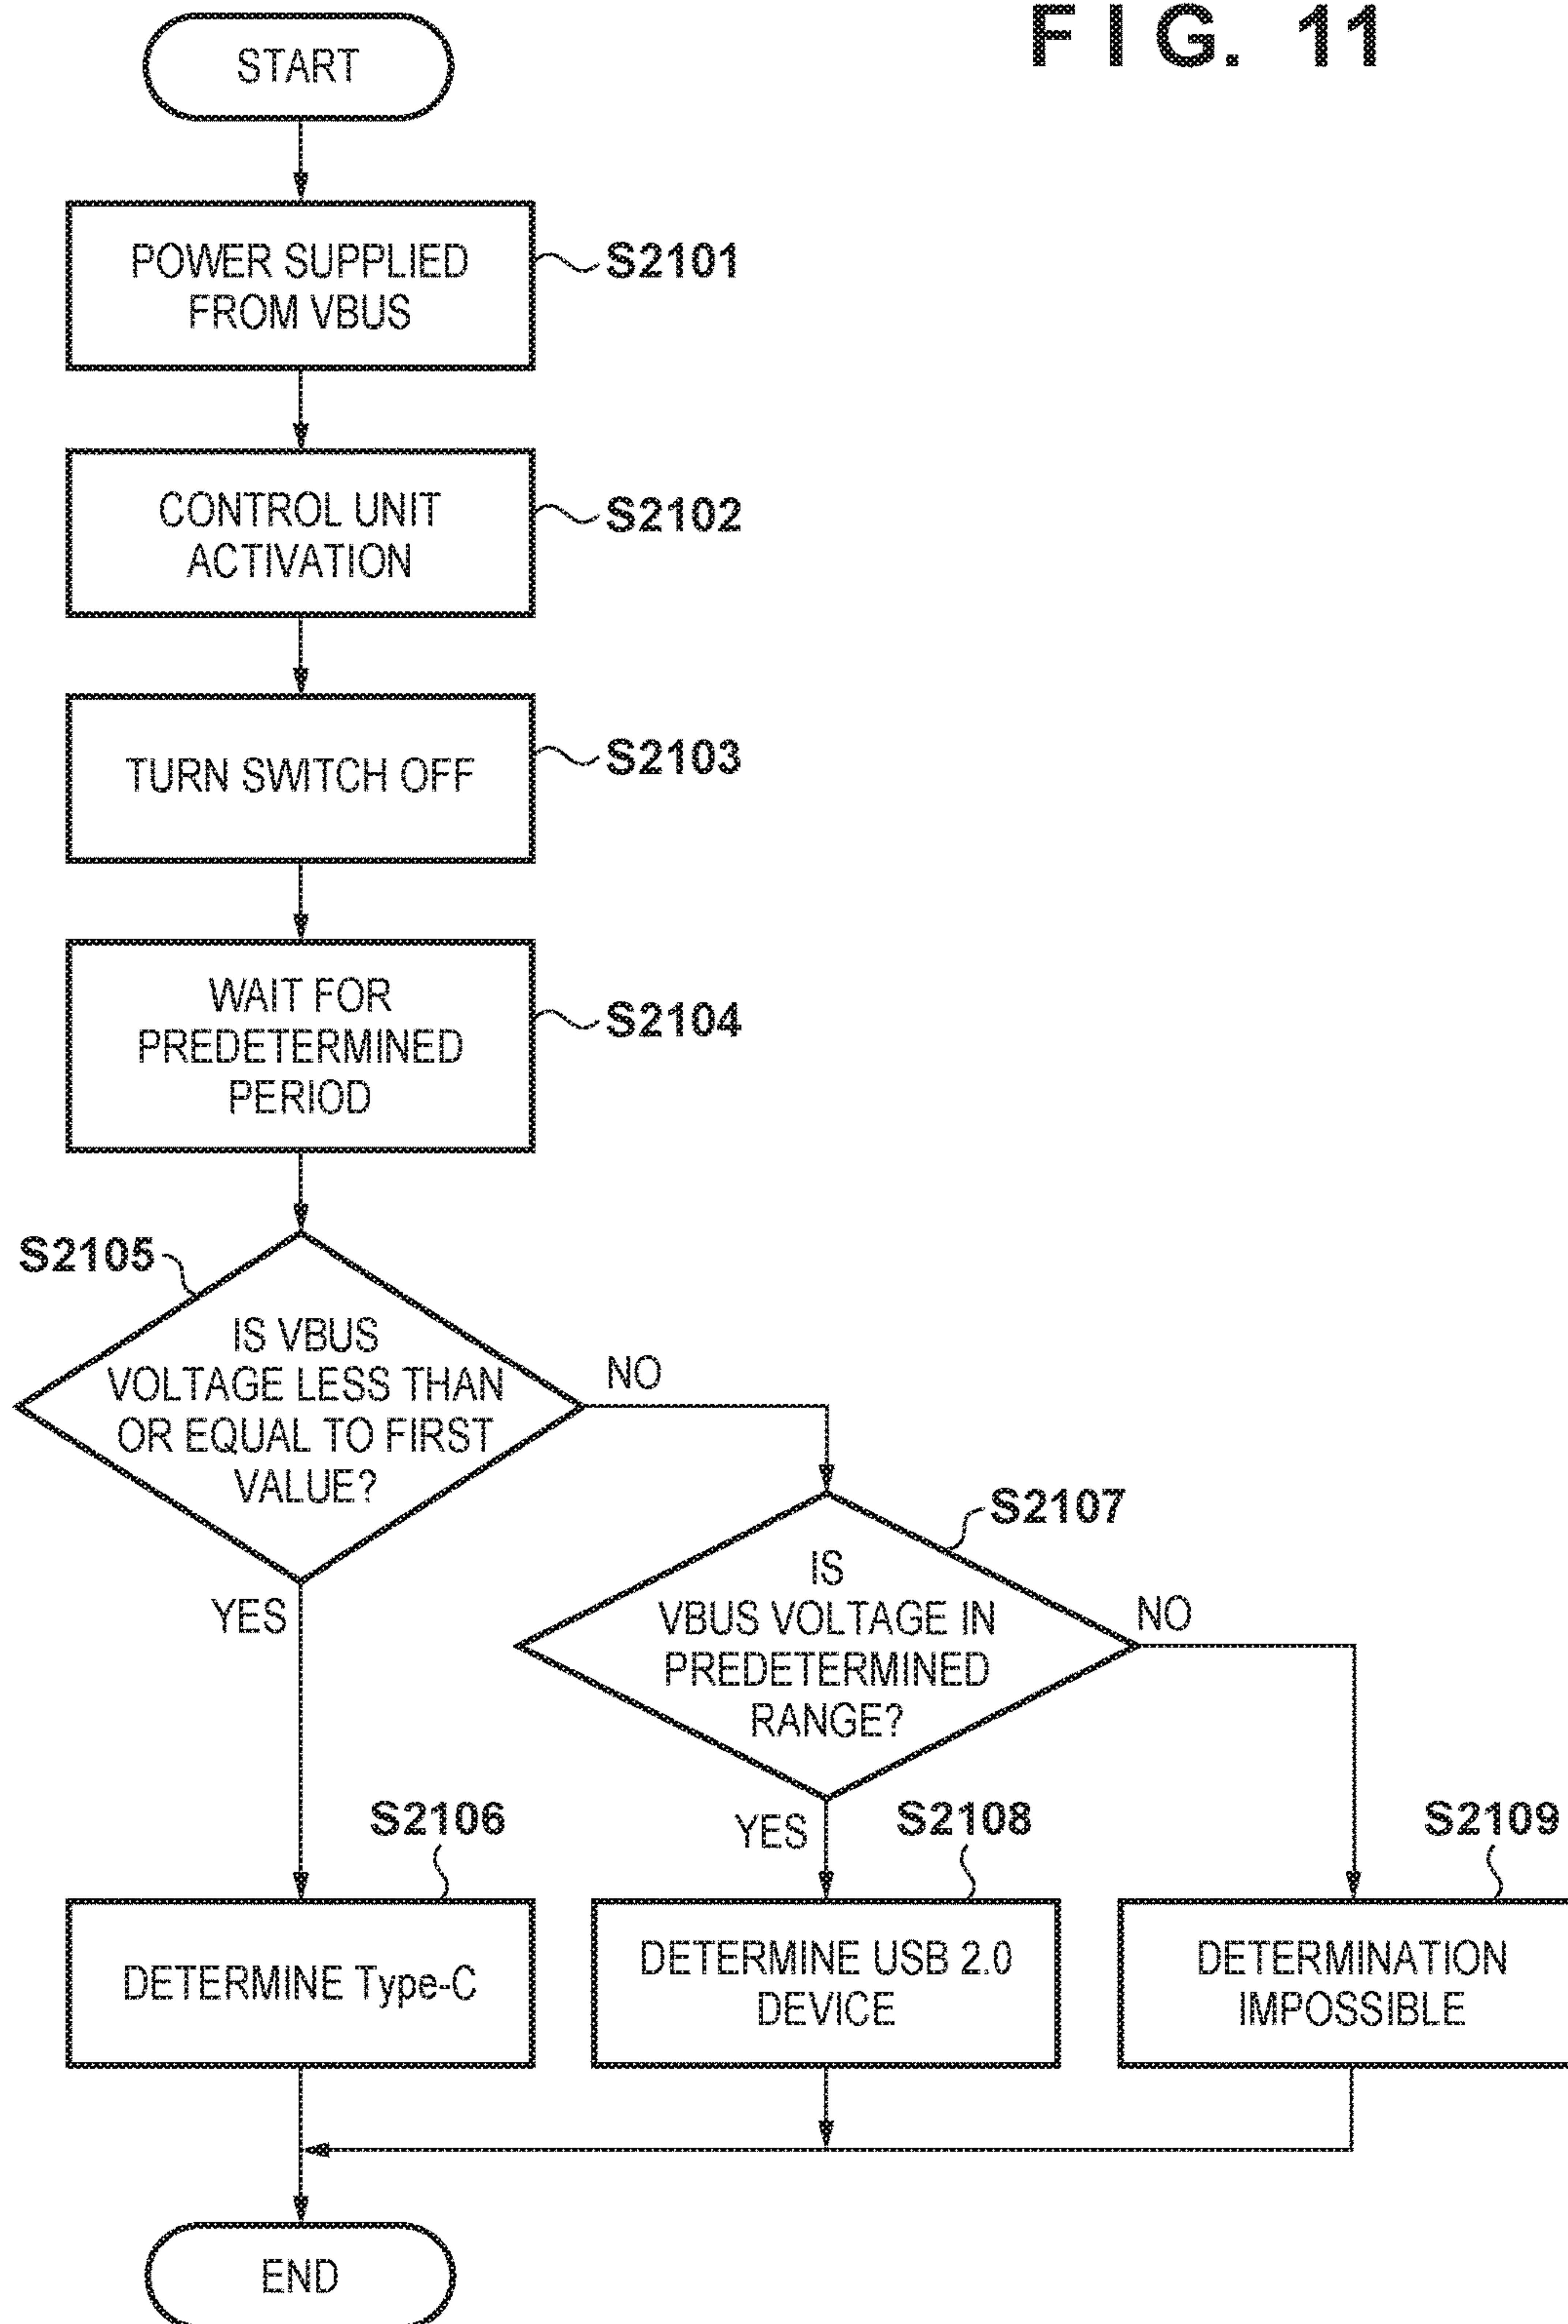 FIG. 11
START
POWER SUPPLIED
FROM VBUS
S2101
CONTROL UNIT
ACTIVATION
S2102
TURN SWITCH OFF
S2103
WAIT FOR
PREDETERMINED
PERIOD
S2104
S2105
IS VBUS
VOLTAGE LESS THAN
OR EQUAL TO FIRST
VALUE?
NO
YES
S2107
IS
VBUS VOLTAGE IN
PREDETERMINED
RANGE?
NO
YES
S2106
DETERMINE Type-C
S2108
DETERMINE USB 2.0
DEVICE
S2109
DETERMINATION
IMPOSSIBLE
END